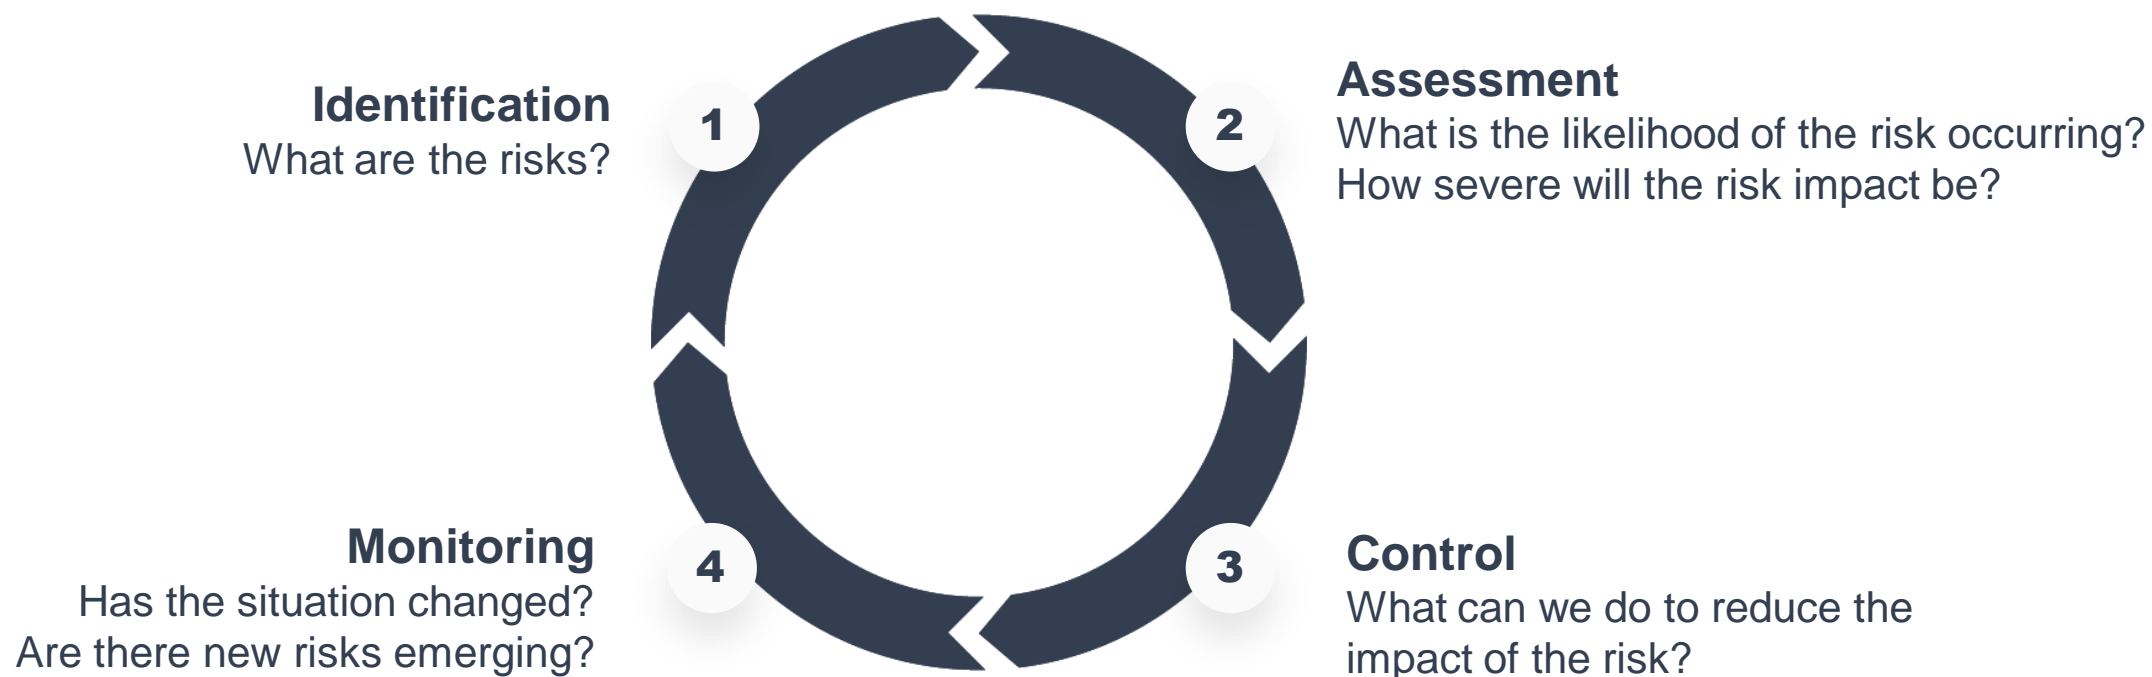 1
Identification
What are the risks?
2
Assessment
What is the likelihood of the risk occurring?
How severe will the risk impact be?
3
Control
What can we do to reduce the
impact of the risk?
4
Monitoring
Has the situation changed?
Are there new risks emerging?